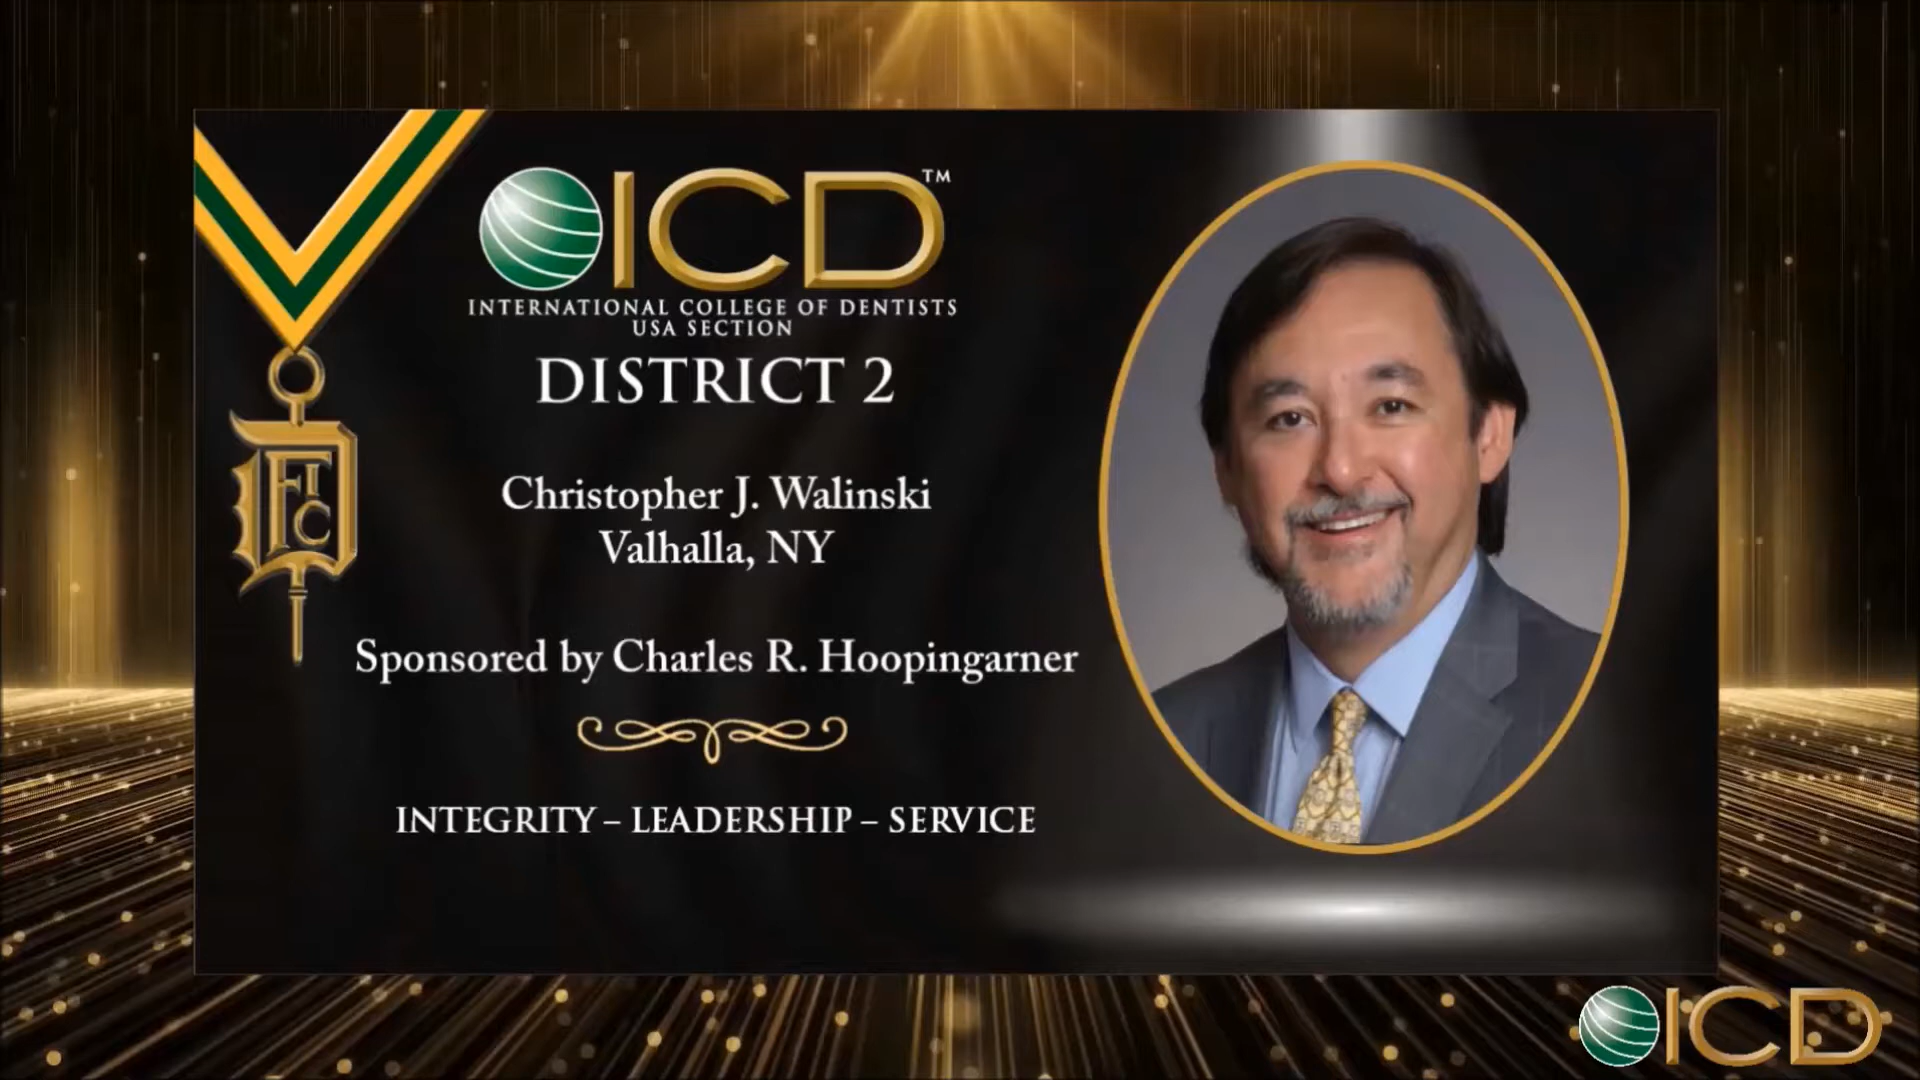 ICD™
INTERNATIONAL COLLEGE OF DENTISTS
USA SECTION
DISTRICT 2
Christopher J. Walinski
Valhalla, NY
Sponsored by Charles R. Hoopingarner
INTEGRITY – LEADERSHIP – SERVICE
D F I C
ICD